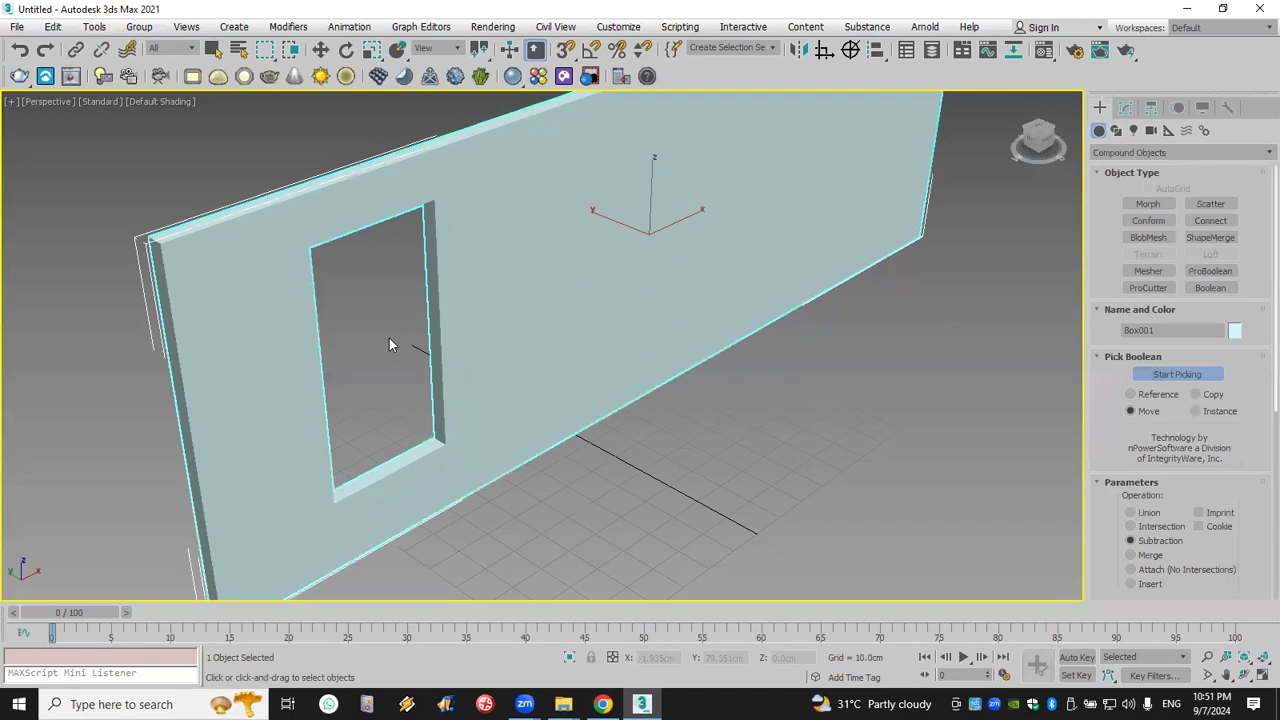 Untitled - Autodesk 3ds Max 2021
File Edit Tools Group Views Create Modifiers Animation Graph Editors Rendering Civil View Customize Scripting Interactive Content Substance Arnold Help Sign In Workspaces: Default
All View Create Selection Se
[+] [Perspective] [Standard] [Default Shading]
z
y x
Compound Objects
Object Type
AutoGrid
Morph Scatter
Conform Connect
BlobMesh ShapeMerge
Terrain Loft
Mesher ProBoolean
ProCutter Boolean
Name and Color
Box001
Pick Boolean
Start Picking
Reference Copy
Move Instance
Technology by
nPowerSoftware a Division
of IntegrityWare, Inc.
Parameters
Operation:
Union Imprint
Intersection Cookie
Subtraction
Merge
Attach (No Intersections)
Insert
z
y x
< 0 / 100 >
0 5 10 15 20 25 30 35 40 45 50 55 60 65 70 75 80 85 90 95 100
1 Object Selected X: -1.935cm Y: 79.351cm Z: 0.0cm Grid = 10.0cm Auto Key Selected
MAXScript Mini Listener Click or click-and-drag to select objects Add Time Tag 0 Set Key Key Filters...
Type here to search 31°C Partly cloudy ENG 10:51 PM 9/7/2024